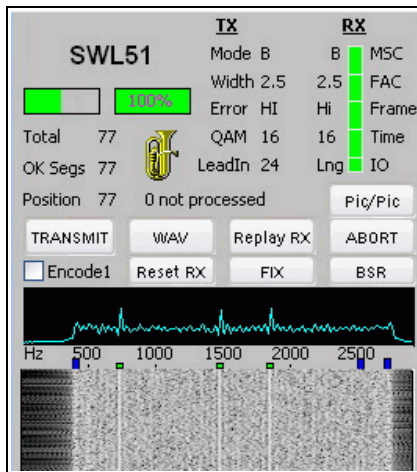 TX RX
SWL51 Mode B B MSC
Width 2.5 2.5 FAC
100% Error HI Hi Frame
Total 77 QAM 16 16 Time
OK Segs 77 LeadIn 24 Lng IO
Position 77 0 not processed Pic/Pic
TRANSMIT WAV Replay RX ABORT
Encode1 Reset RX FIX BSR
Hz 500 1000 1500 2000 2500